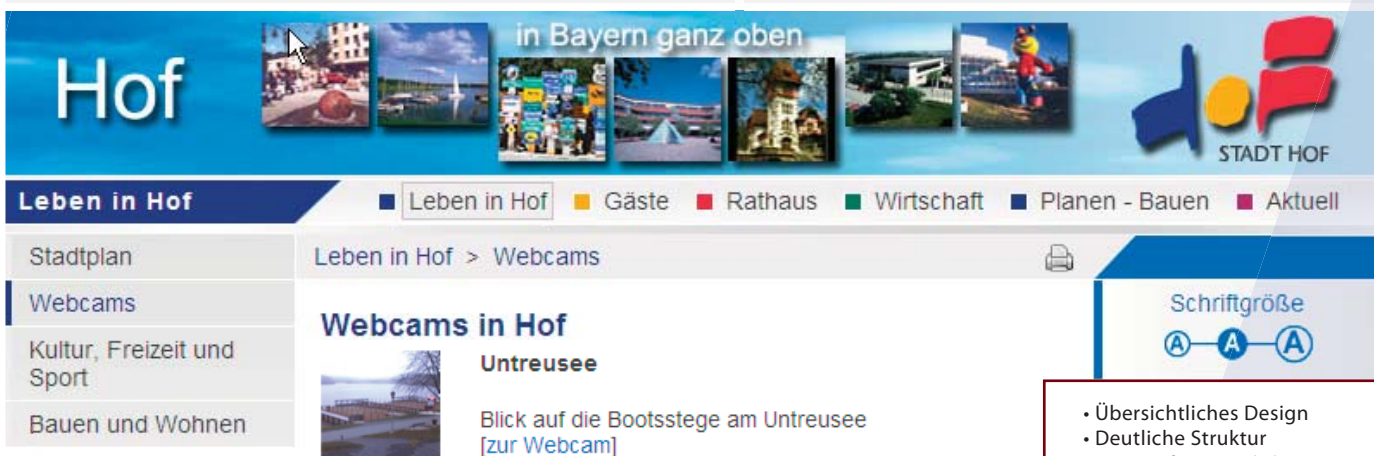 Hof
in Bayern ganz oben
HOF
STADT HOF
Leben in Hof
Leben in Hof Gäste Rathaus Wirtschaft Planen - Bauen Aktuell
Stadtplan
Webcams
Kultur, Freizeit und
Sport
Bauen und Wohnen
Leben in Hof > Webcams
Webcams in Hof
Untreusee
Blick auf die Bootsstege am Untreusee
[zur Webcam]
Schriftgröße
A A A
• Übersichtliches Design
• Deutliche Struktur